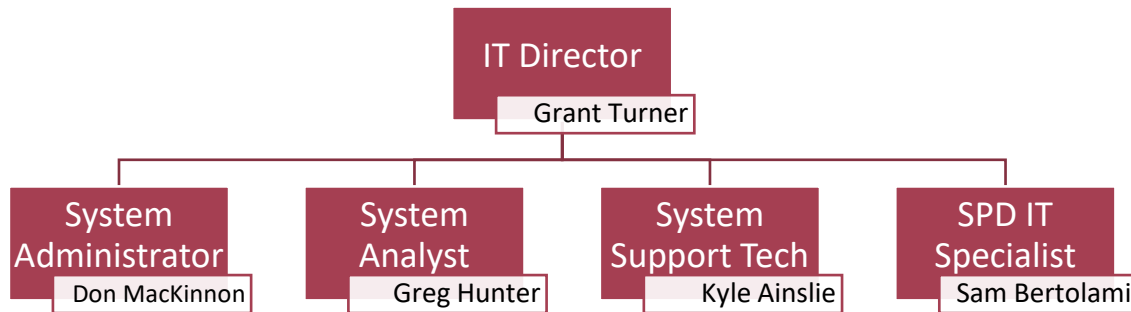 IT Director
Grant Turner
System
Administrator
Don MacKinnon
System
Analyst
Greg Hunter
System
Support Tech
Kyle Ainslie
SPD IT
Specialist
Sam Bertolami